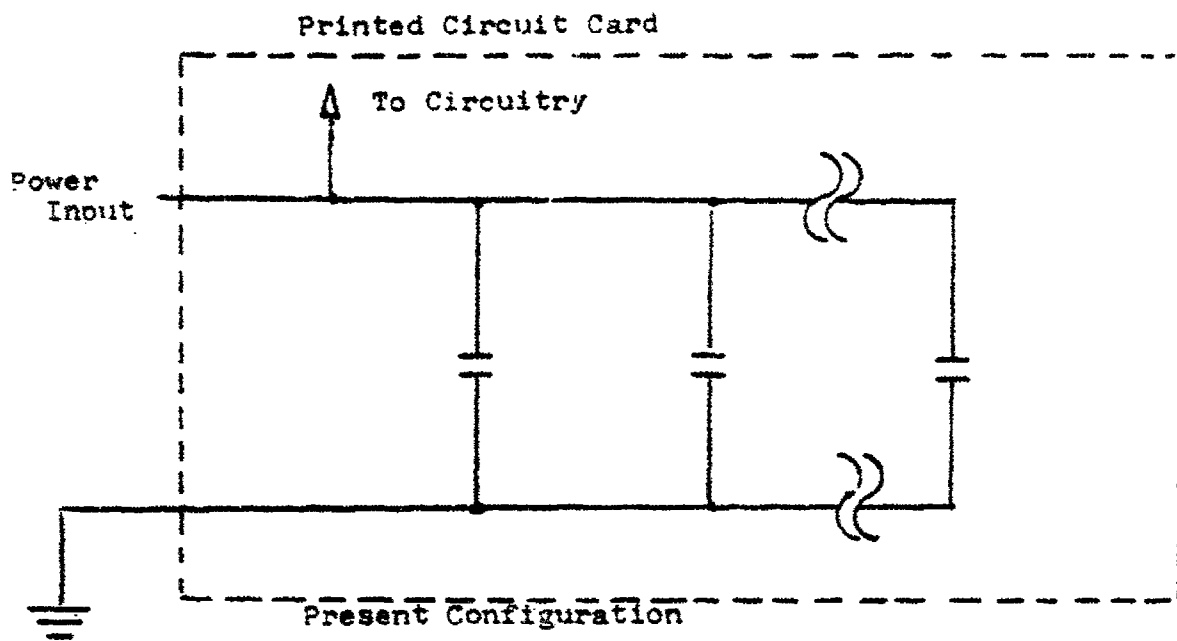 Printed Circuit Card
To Circuitry
Power
Input
Present Configuration